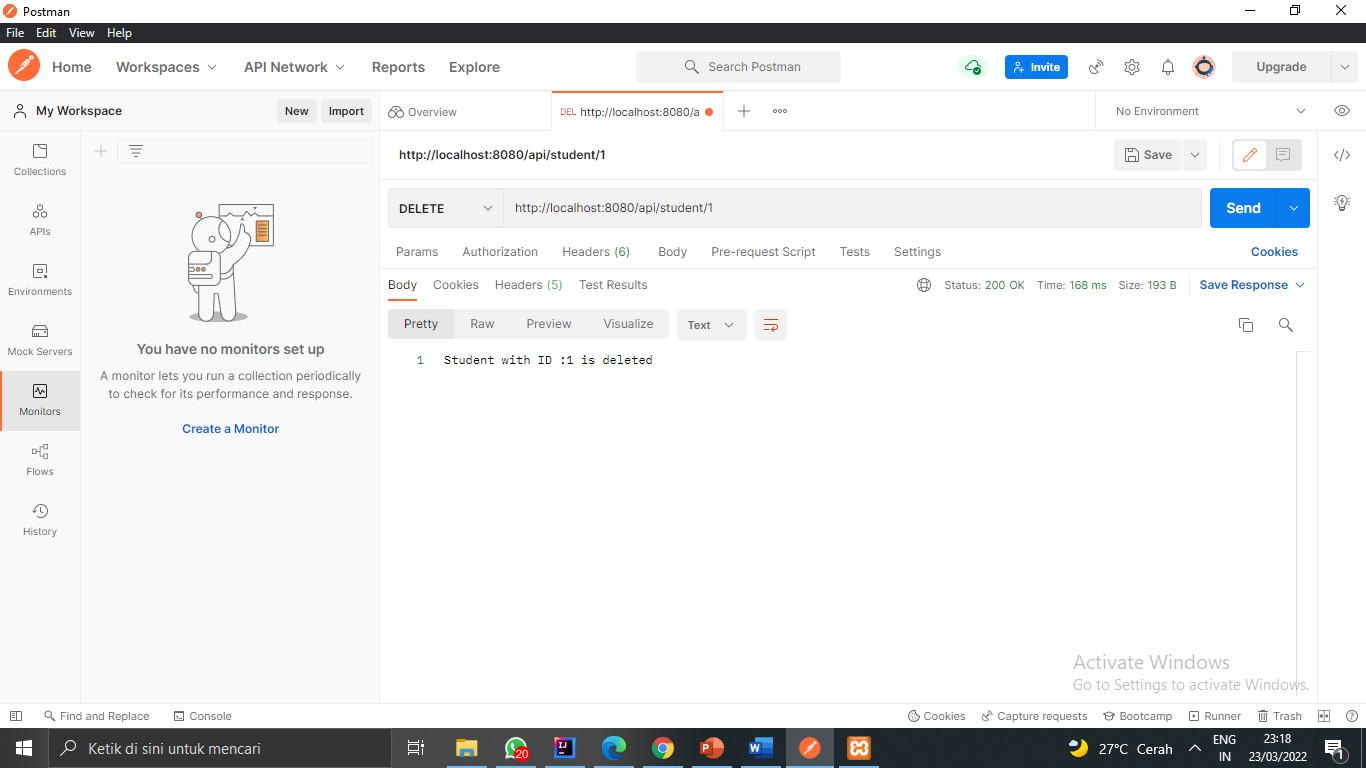 Postman
File Edit View Help
Home Workspaces API Network Reports Explore Search Postman Invite Upgrade
My Workspace New Import Overview DEL http://localhost:8080/a No Environment
Collections
APIs
Environments
Mock Servers
Monitors
Flows
History
You have no monitors set up
A monitor lets you run a collection periodically
to check for its performance and response.
Create a Monitor
http://localhost:8080/api/student/1 Save
DELETE http://localhost:8080/api/student/1 Send
Params Authorization Headers (6) Body Pre-request Script Tests Settings Cookies
Body Cookies Headers (5) Test Results Status: 200 OK Time: 168 ms Size: 193 B Save Response
Pretty Raw Preview Visualize Text
1 Student with ID :1 is deleted
Activate Windows
Go to Settings to activate Windows.
Find and Replace Console Cookies Capture requests Bootcamp Runner Trash
Ketik di sini untuk mencari 20 27°C Cerah ENG 23:18
IN 23/03/2022 1